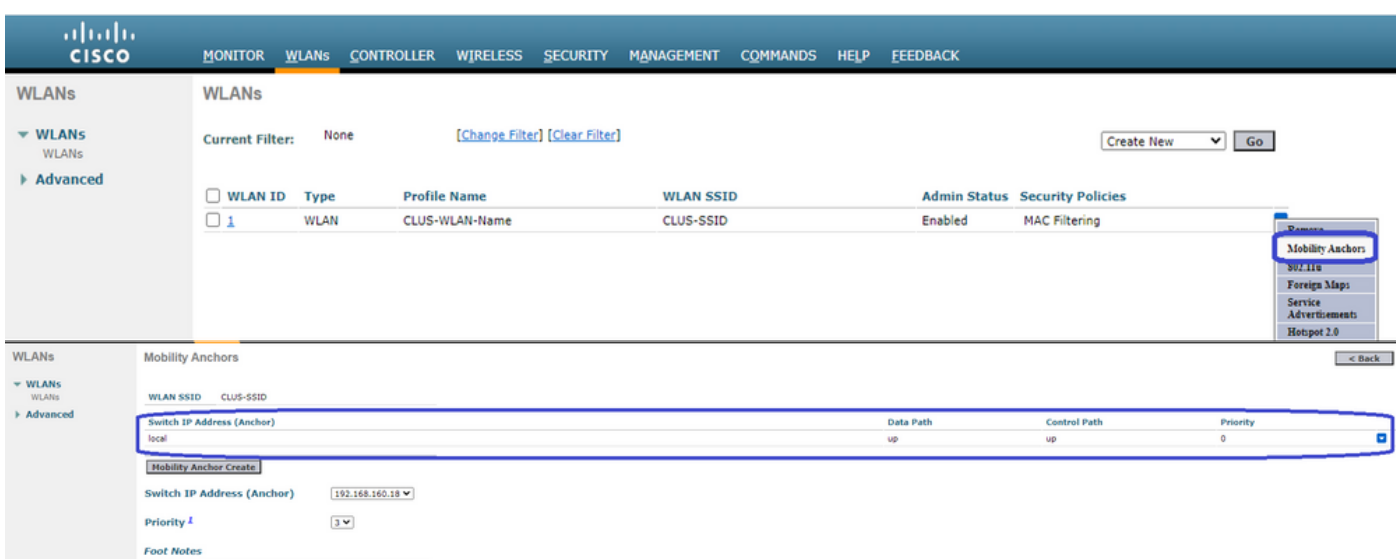 CISCO
MONITOR WLANs CONTROLLER WIRELESS SECURITY MANAGEMENT COMMANDS HELP FEEDBACK
WLANs
WLANs
WLANs
WLANs
Advanced
Current Filter: None [Change Filter] [Clear Filter]
Create New Go
WLAN ID Type Profile Name WLAN SSID Admin Status Security Policies
1 WLAN CLUS-WLAN-Name CLUS-SSID Enabled MAC Filtering
Remove
Mobility Anchors
802.11u
Foreign Maps
Service
Advertisements
Hotspot 2.0
WLANs
WLANs
WLANs
Advanced
Mobility Anchors
< Back
WLAN SSID CLUS-SSID
Switch IP Address (Anchor) Data Path Control Path Priority
local up up 0
Mobility Anchor Create
Switch IP Address (Anchor) 192.168.160.18
Priority 1 3
Foot Notes